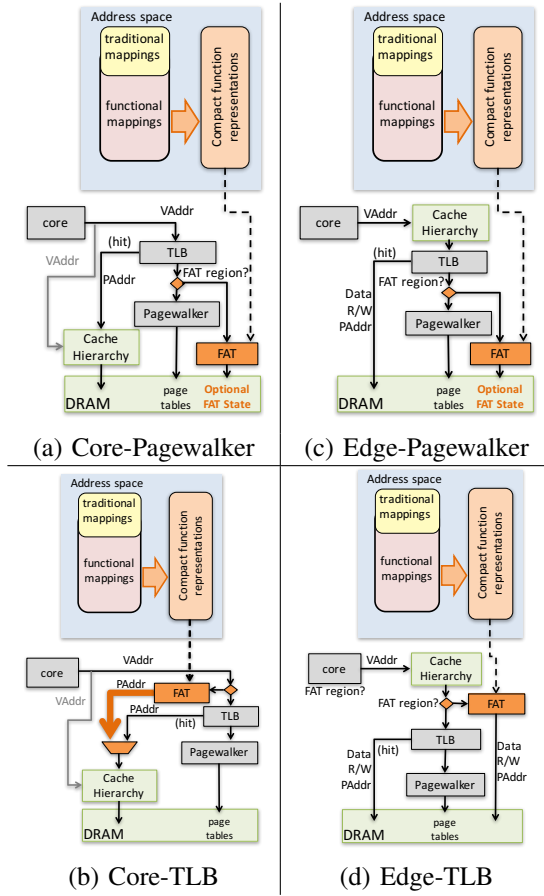 Address space
traditional
mappings
functional
mappings
Compact function
representations
VAddr
core
(hit)
TLB
VAddr
PAddr
FAT region?
Pagewalker
Cache
Hierarchy
FAT
DRAM
page
tables
Optional
FAT State
(a) Core-Pagewalker
Address space
traditional
mappings
functional
mappings
Compact function
representations
core
VAddr
Cache
Hierarchy
(hit)
TLB
FAT region?
Data
R/W
PAddr
Pagewalker
FAT
DRAM
page
tables
Optional
FAT State
(c) Edge-Pagewalker
Address space
traditional
mappings
functional
mappings
Compact function
representations
core
VAddr
VAddr
PAddr
FAT
PAddr
(hit)
TLB
Pagewalker
Cache
Hierarchy
DRAM
page
tables
(b) Core-TLB
Address space
traditional
mappings
functional
mappings
Compact function
representations
core
VAddr
Cache
Hierarchy
FAT region?
FAT region?
FAT
(hit)
TLB
Data
R/W
PAddr
Data
R/W
PAddr
Pagewalker
DRAM
page
tables
(d) Edge-TLB